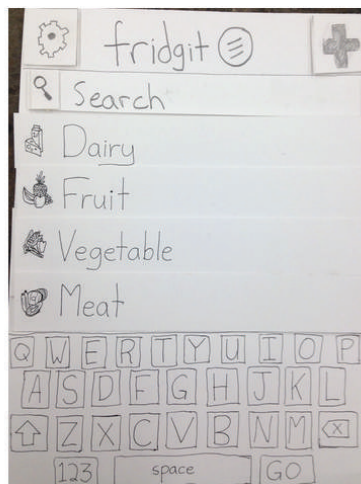 fridgit
Search
Dairy
Fruit
Vegetable
Meat
Q W E R T Y U I O P
A S D F G H J K L
Z X C V B N M X
123 space GO